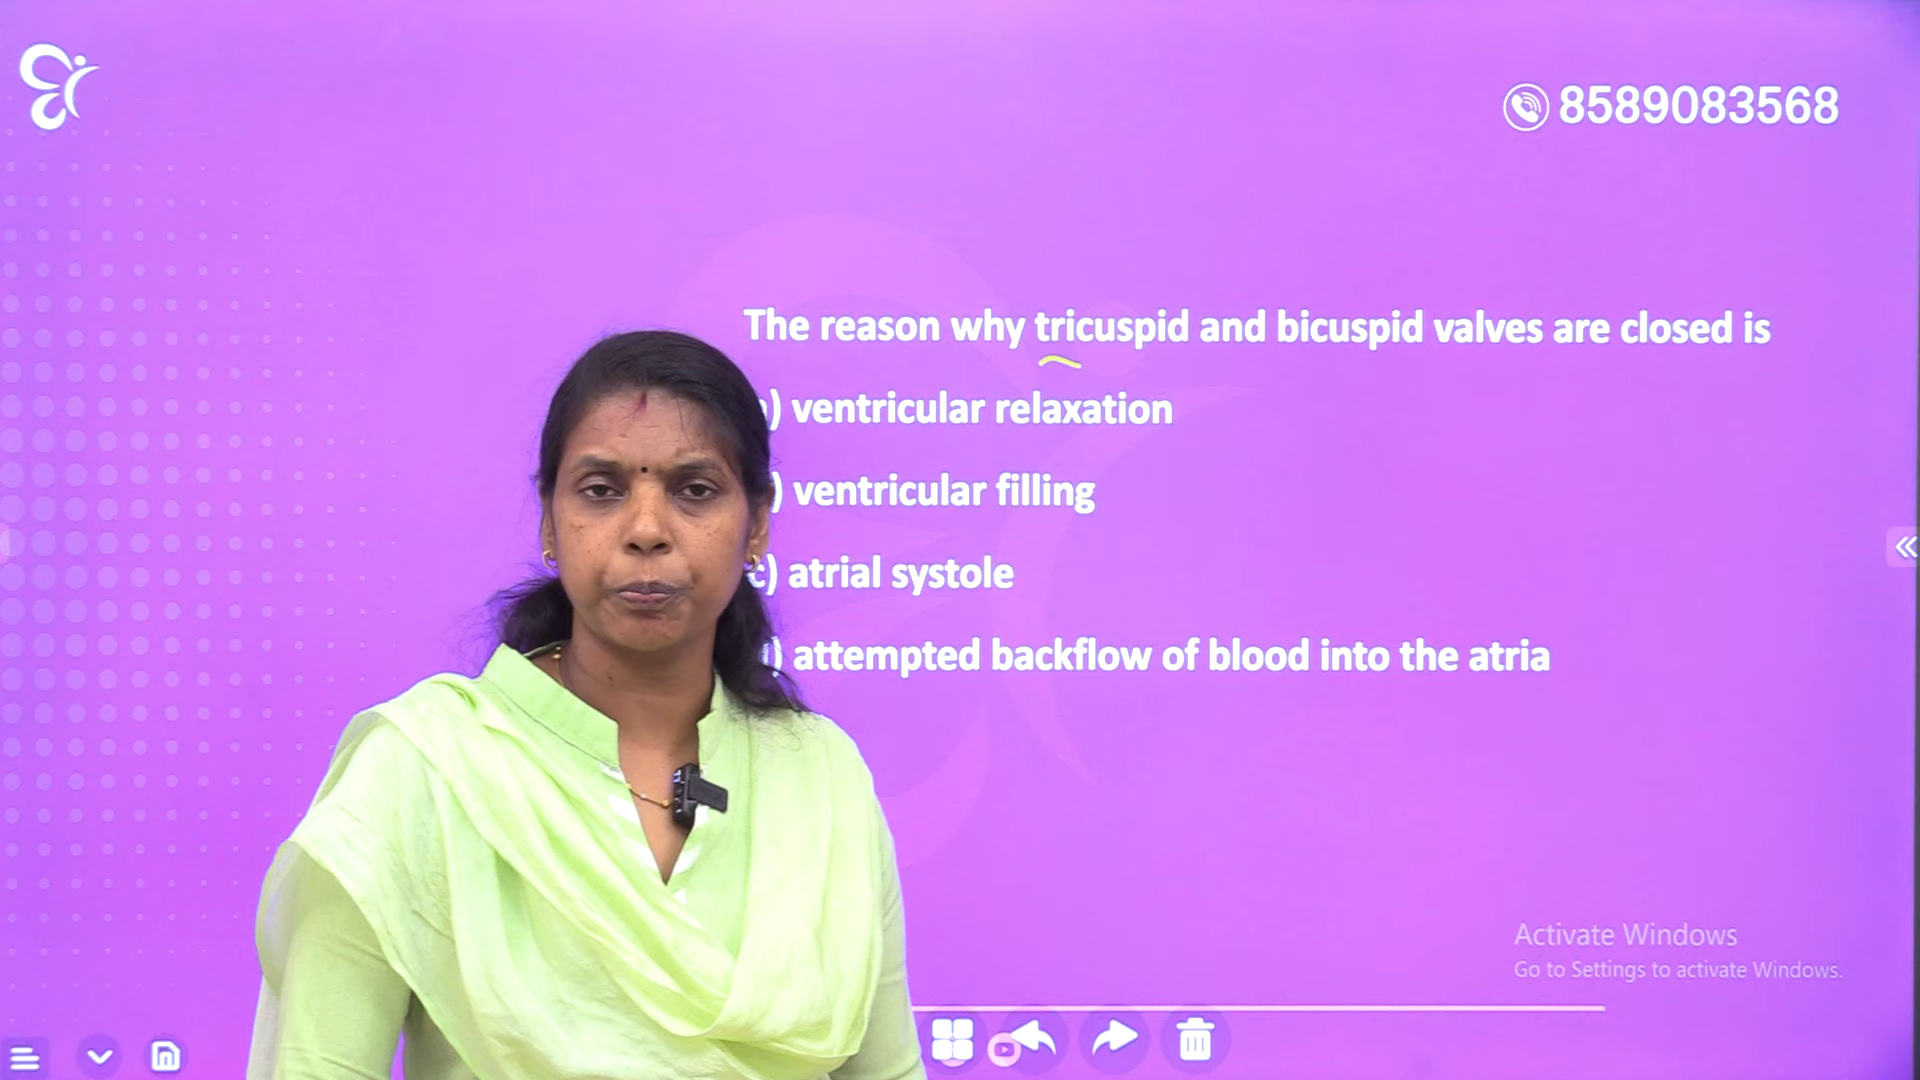 8589083568
The reason why tricuspid and bicuspid valves are closed is
) ventricular relaxation
) ventricular filling
c) atrial systole
) attempted backflow of blood into the atria
Activate Windows
Go to Settings to activate Windows.